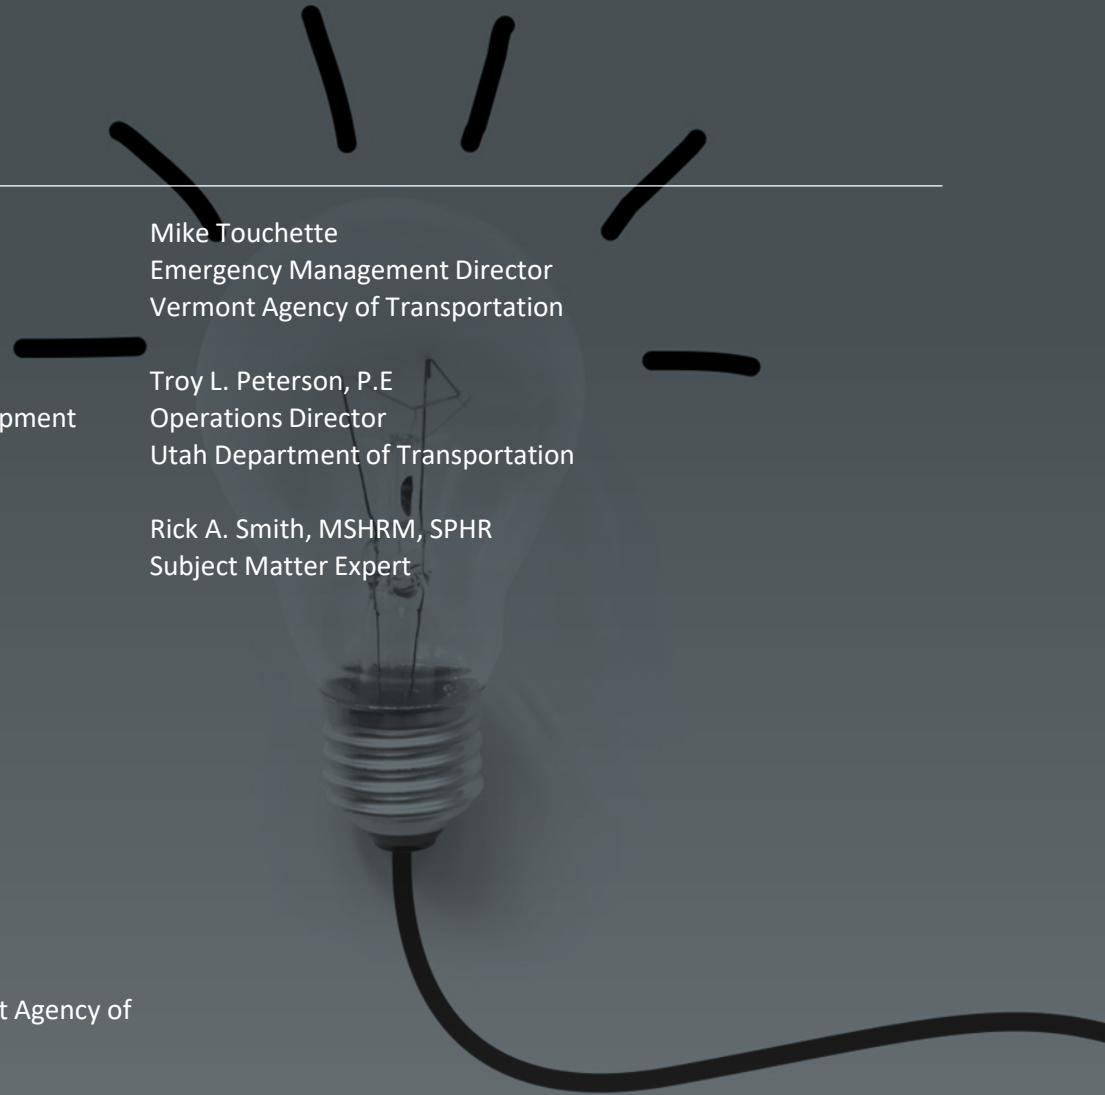 Mike Touchette
Emergency Management Director
Vermont Agency of Transportation
Troy L. Peterson, P.E
pment
Operations Director
Utah Department of Transportation
Rick A. Smith, MSHRM, SPHR
Subject Matter Expert
t Agency of